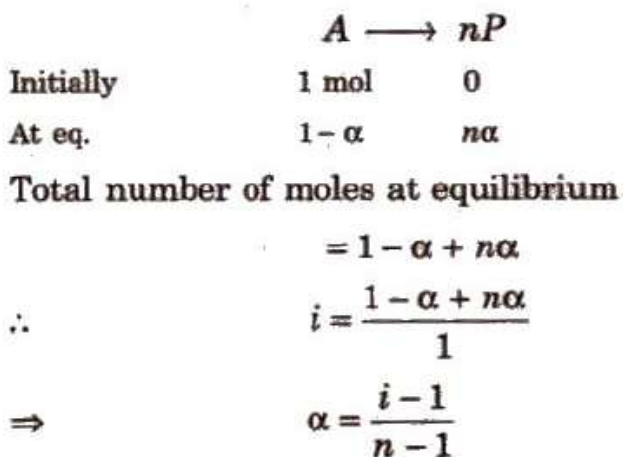 A ⟶ nP
Initially 1 mol 0
At eq. 1 – α nα
Total number of moles at equilibrium
= 1 – α + nα
∴ i = (1 – α + nα) / 1
⇒ α = (i – 1) / (n – 1)